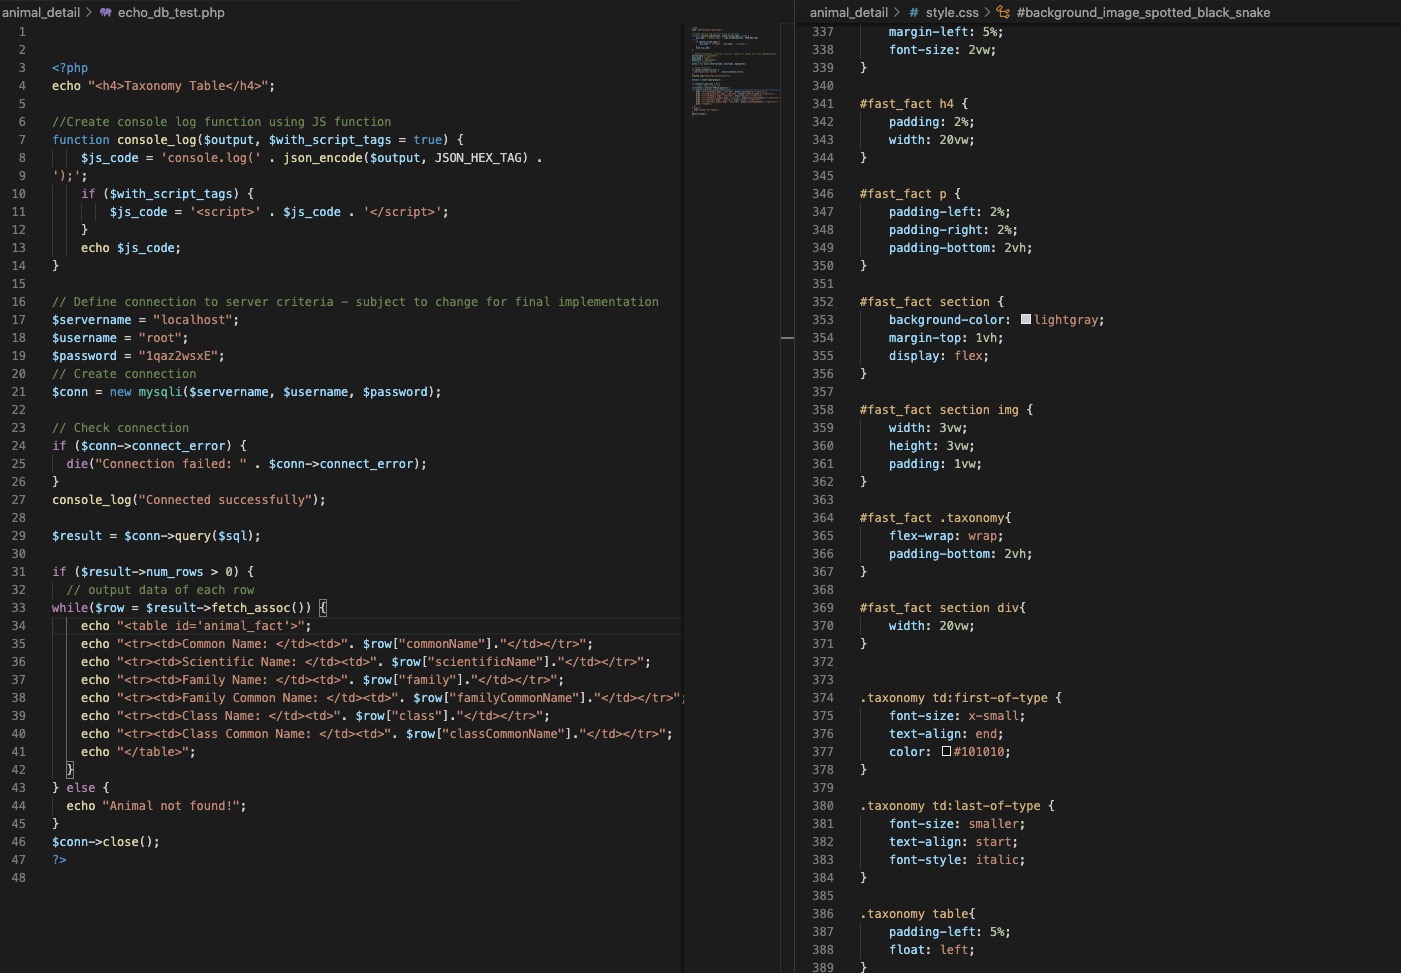 animal_detail > echo_db_test.php
1
2
3 <?php
4 echo "<h4>Taxonomy Table</h4>";
5
6 //Create console log function using JS function
7 function console_log($output, $with_script_tags = true) {
8 $js_code = 'console.log(' . json_encode($output, JSON_HEX_TAG) .
9 ');';
10 if ($with_script_tags) {
11 $js_code = '<script>' . $js_code . '</script>';
12 }
13 echo $js_code;
14 }
15
16 // Define connection to server criteria – subject to change for final implementation
17 $servername = "localhost";
18 $username = "root";
19 $password = "1qaz2wsxE";
20 // Create connection
21 $conn = new mysqli($servername, $username, $password);
22
23 // Check connection
24 if ($conn->connect_error) {
25 die("Connection failed: " . $conn->connect_error);
26 }
27 console_log("Connected successfully");
28
29 $result = $conn->query($sql);
30
31 if ($result->num_rows > 0) {
32 // output data of each row
33 while($row = $result->fetch_assoc()) {
34 echo "<table id='animal_fact'>";
35 echo "<tr><td>Common Name: </td><td>". $row["commonName"]."</td></tr>";
36 echo "<tr><td>Scientific Name: </td><td>". $row["scientificName"]."</td></tr>";
37 echo "<tr><td>Family Name: </td><td>". $row["family"]."</td></tr>";
38 echo "<tr><td>Family Common Name: </td><td>". $row["familyCommonName"]."</td></tr>";
39 echo "<tr><td>Class Name: </td><td>". $row["class"]."</td></tr>";
40 echo "<tr><td>Class Common Name: </td><td>". $row["classCommonName"]."</td></tr>";
41 echo "</table>";
42 }
43 } else {
44 echo "Animal not found!";
45 }
46 $conn->close();
47 ?>
48
animal_detail > # style.css > #background_image_spotted_black_snake
337 margin-left: 5%;
338 font-size: 2vw;
339 }
340
341 #fast_fact h4 {
342 padding: 2%;
343 width: 20vw;
344 }
345
346 #fast_fact p {
347 padding-left: 2%;
348 padding-right: 2%;
349 padding-bottom: 2vh;
350 }
351
352 #fast_fact section {
353 background-color: lightgray;
354 margin-top: 1vh;
355 display: flex;
356 }
357
358 #fast_fact section img {
359 width: 3vw;
360 height: 3vw;
361 padding: 1vw;
362 }
363
364 #fast_fact .taxonomy{
365 flex-wrap: wrap;
366 padding-bottom: 2vh;
367 }
368
369 #fast_fact section div{
370 width: 20vw;
371 }
372
373
374 .taxonomy td:first-of-type {
375 font-size: x-small;
376 text-align: end;
377 color: #101010;
378 }
379
380 .taxonomy td:last-of-type {
381 font-size: smaller;
382 text-align: start;
383 font-style: italic;
384 }
385
386 .taxonomy table{
387 padding-left: 5%;
388 float: left;
389 }